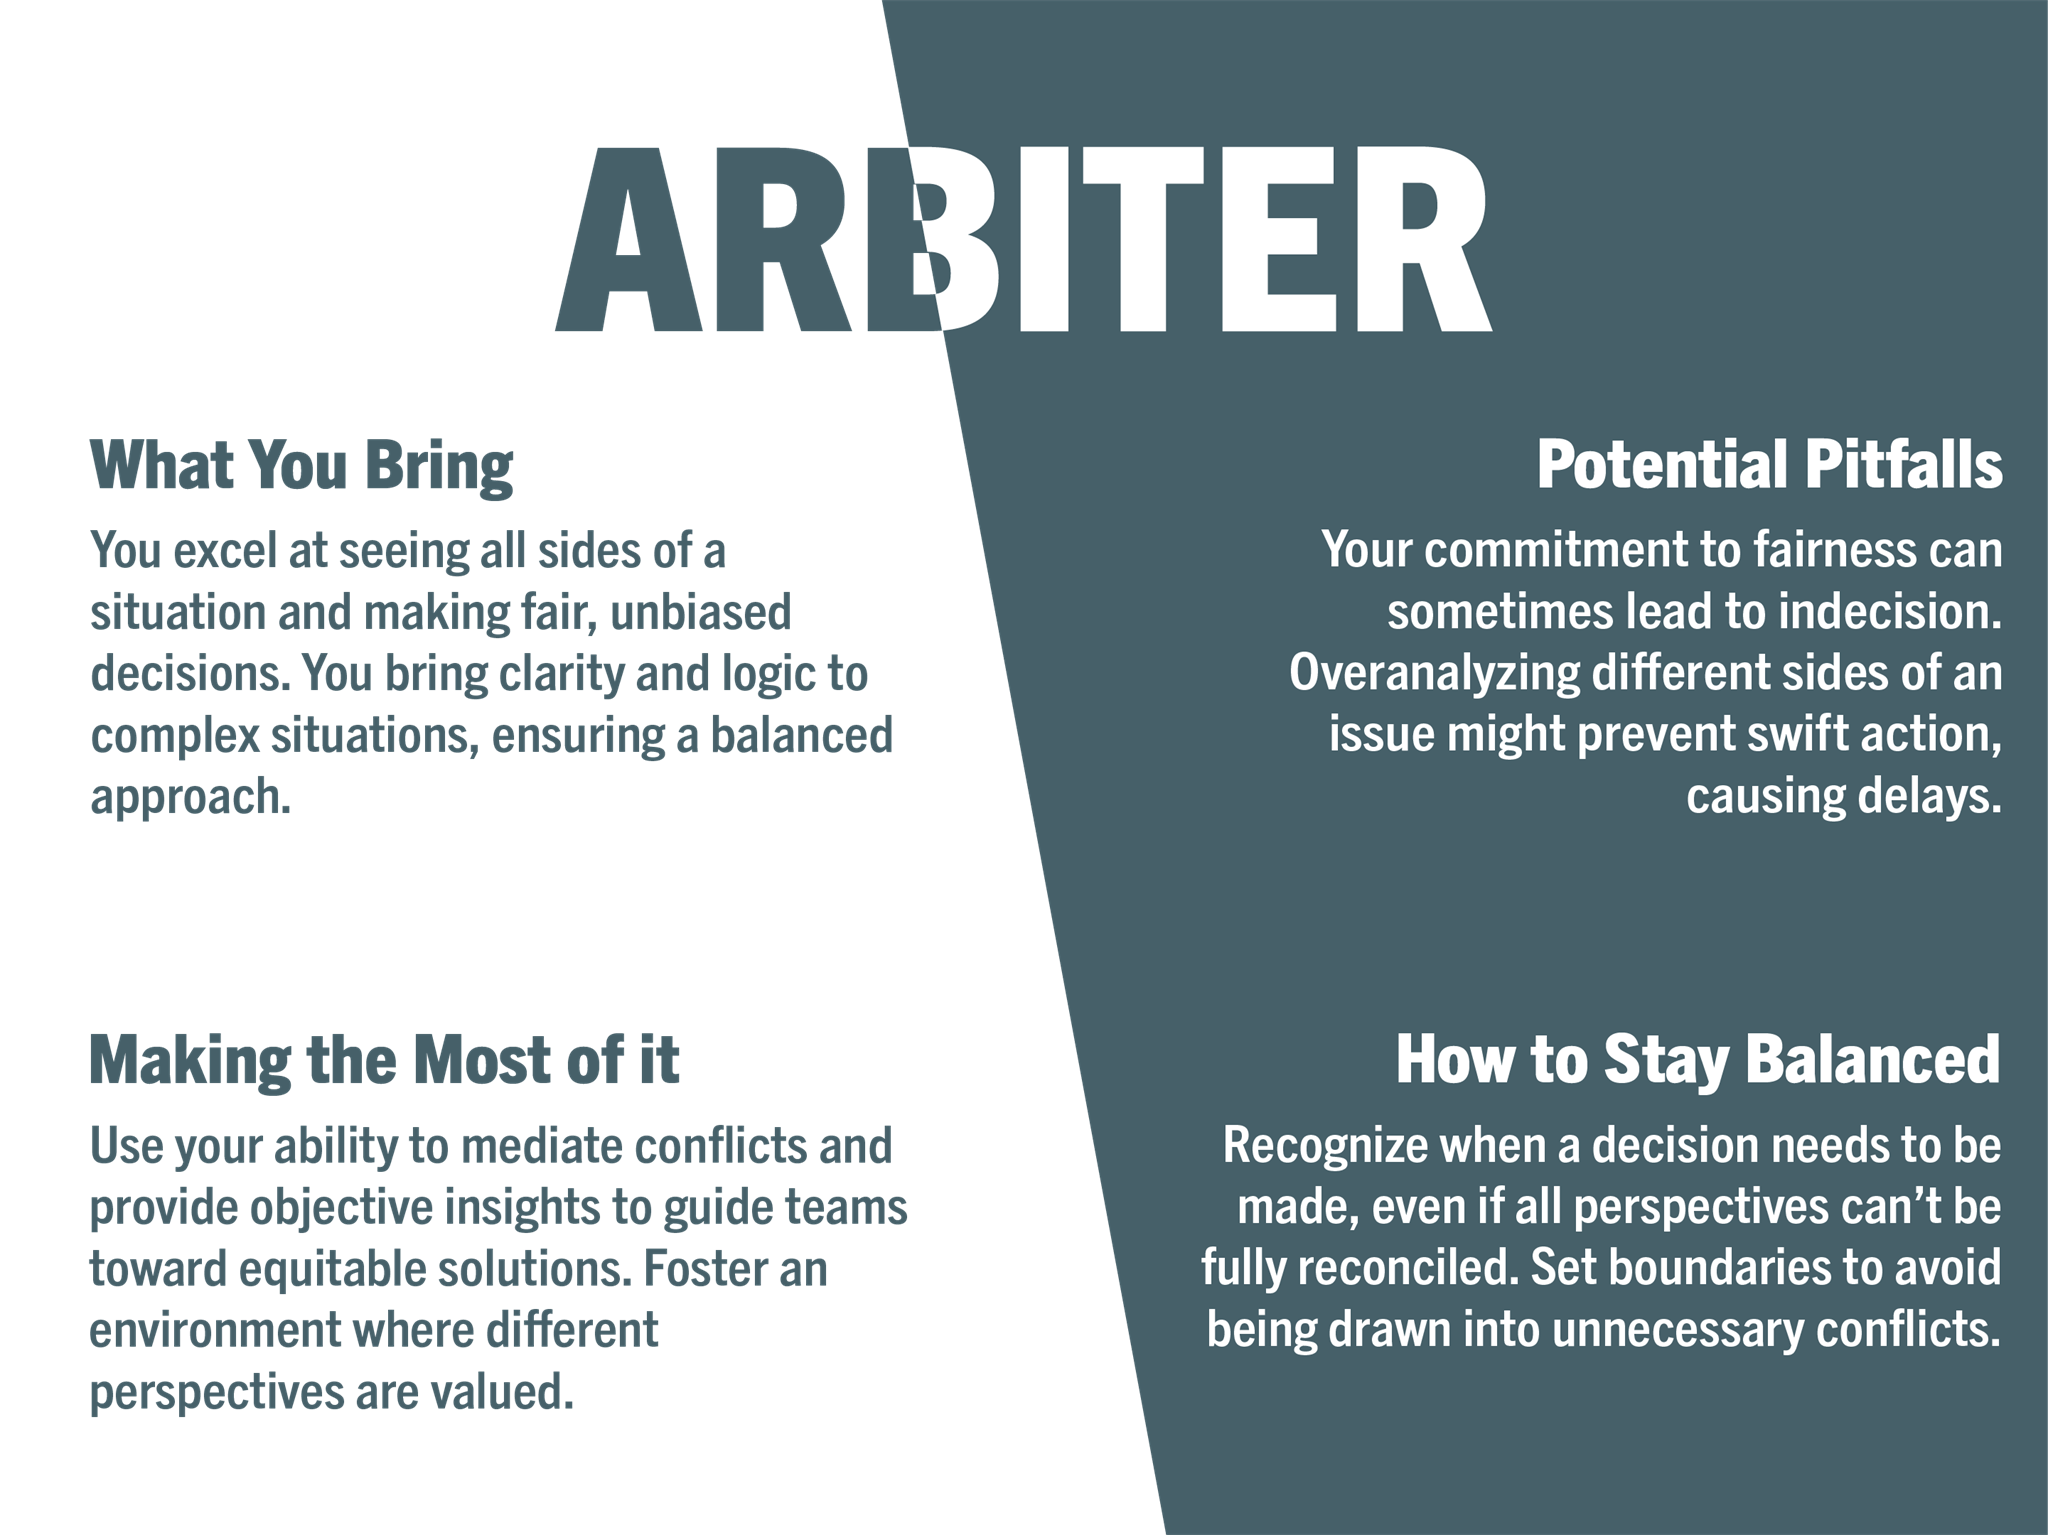 ARBITER
What You Bring
You excel at seeing all sides of a
situation and making fair, unbiased
decisions. You bring clarity and logic to
complex situations, ensuring a balanced
approach.
Potential Pitfalls
Your commitment to fairness can
sometimes lead to indecision.
Overanalyzing different sides of an
issue might prevent swift action,
causing delays.
Making the Most of it
Use your ability to mediate conflicts and
provide objective insights to guide teams
toward equitable solutions. Foster an
environment where different
perspectives are valued.
How to Stay Balanced
Recognize when a decision needs to be
made, even if all perspectives can’t be
fully reconciled. Set boundaries to avoid
being drawn into unnecessary conflicts.